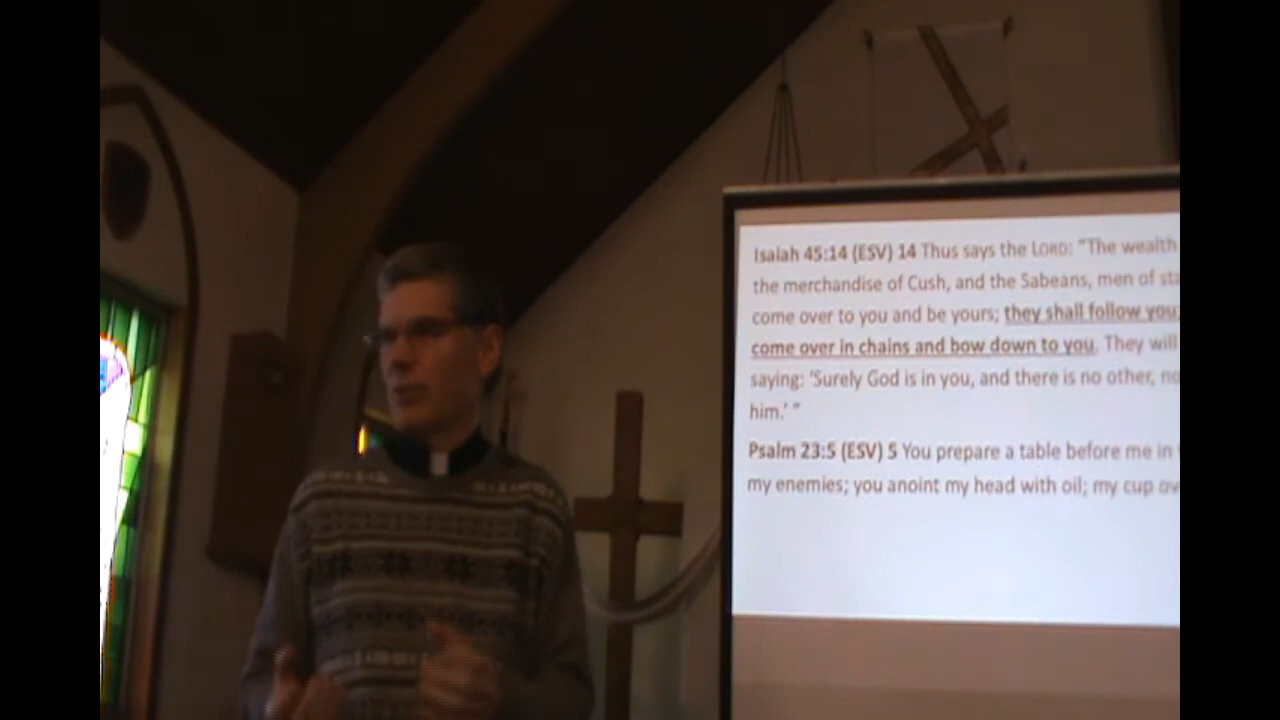 Isaiah 45:14 (ESV) 14 Thus says the LORD: "The wealth
the merchandise of Cush, and the Sabeans, men of sta
come over to you and be yours; they shall follow you;
come over in chains and bow down to you. They will
saying: 'Surely God is in you, and there is no other, no
him.' "
Psalm 23:5 (ESV) 5 You prepare a table before me in
my enemies; you anoint my head with oil; my cup ov